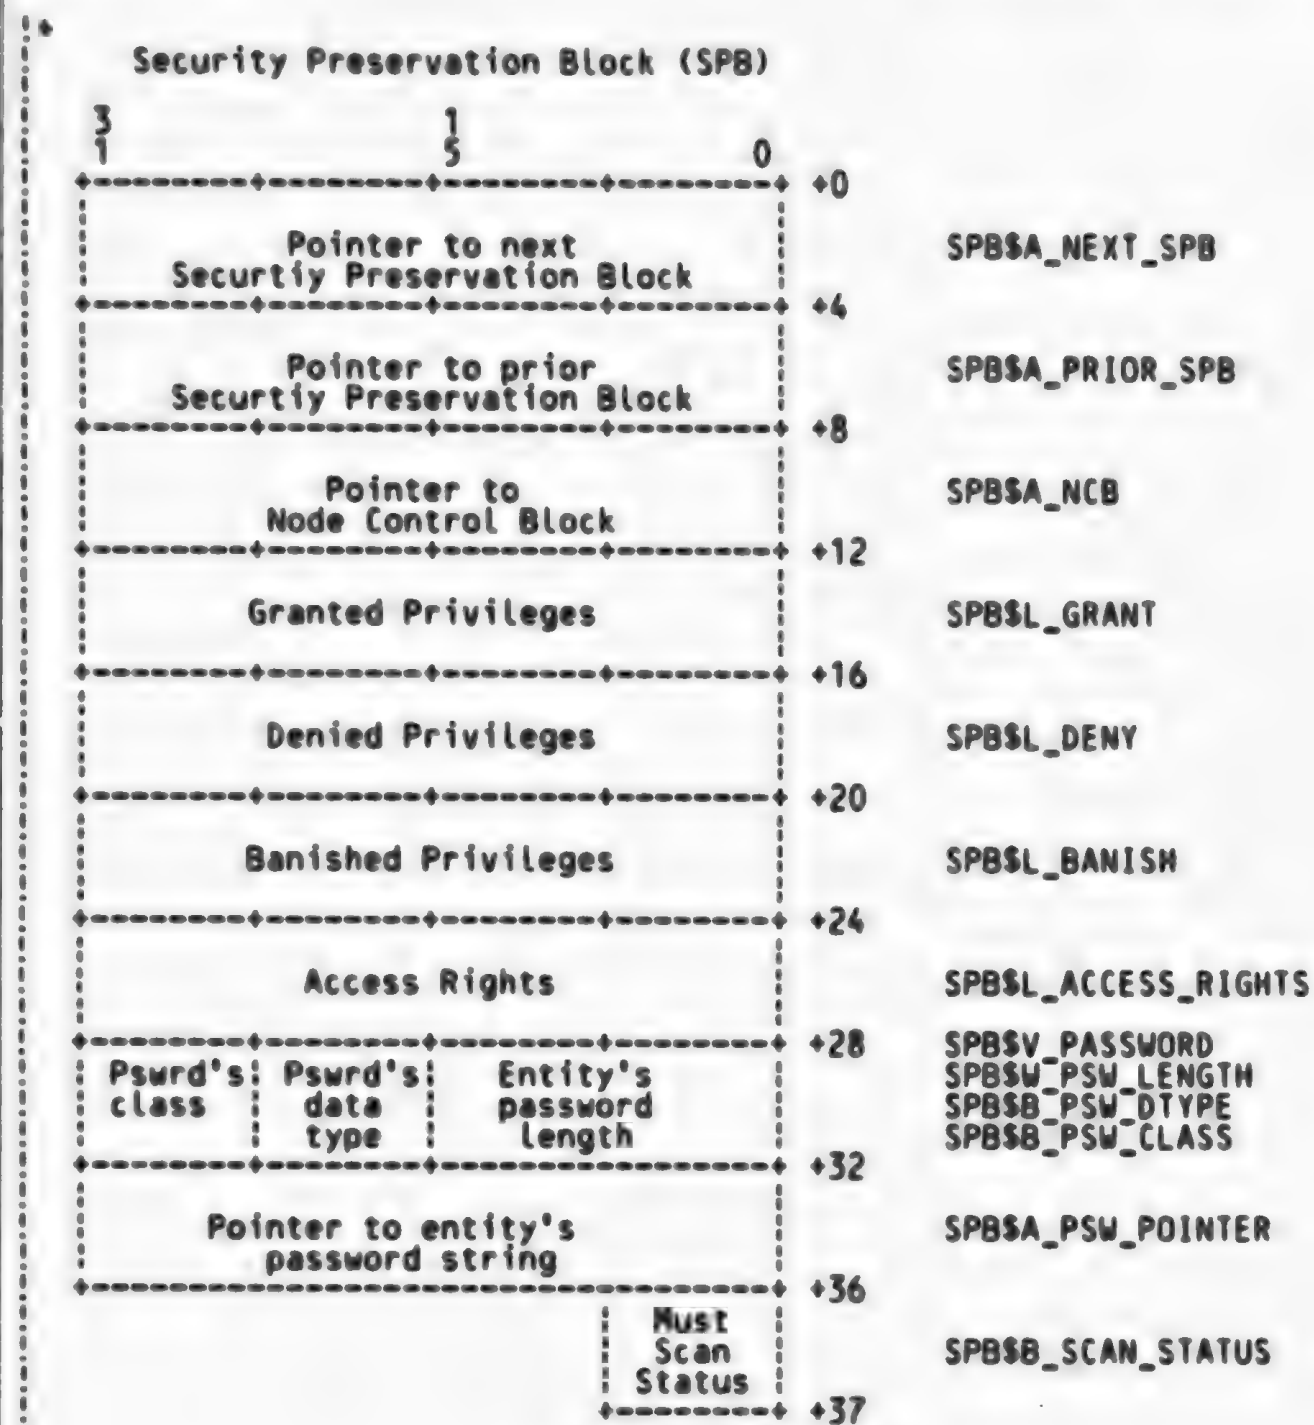 Security Preservation Block (SPB)
3 1
1 5 0
+0
Pointer to next SPB$A_NEXT_SPB
Securtiy Preservation Block
+4
Pointer to prior SPB$A_PRIOR_SPB
Securtiy Preservation Block
+8
Pointer to SPB$A_NCB
Node Control Block
+12
Granted Privileges SPB$L_GRANT
+16
Denied Privileges SPB$L_DENY
+20
Banished Privileges SPB$L_BANISH
+24
Access Rights SPB$L_ACCESS_RIGHTS
+28 SPB$V_PASSWORD
Pswrd's Pswrd's Entity's SPB$W_PSW_LENGTH
class data password SPB$B_PSW_DTYPE
type length SPB$B_PSW_CLASS
+32
Pointer to entity's SPB$A_PSW_POINTER
password string
+36
Must
Scan SPB$B_SCAN_STATUS
Status
+37